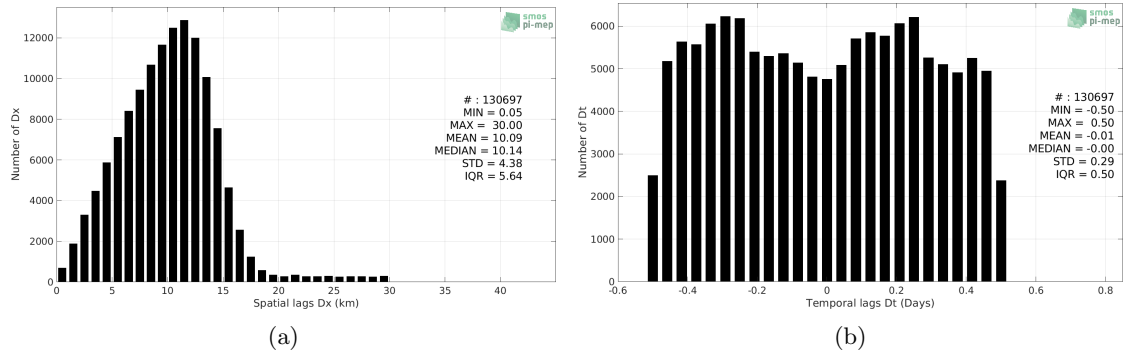 smos
pi-mep
12000
10000
8000
6000
4000
2000
0
Number of Dx
# : 130697
MIN = 0.05
MAX = 30.00
MEAN = 10.09
MEDIAN = 10.14
STD = 4.38
IQR = 5.64
0 5 10 15 20 25 30 35 40
Spatial lags Dx (km)
(a)
smos
pi-mep
6000
5000
4000
3000
2000
1000
0
Number of Dt
# : 130697
MIN = -0.50
MAX = 0.50
MEAN = -0.01
MEDIAN = -0.00
STD = 0.29
IQR = 0.50
-0.6 -0.4 -0.2 0 0.2 0.4 0.6 0.8
Temporal lags Dt (Days)
(b)